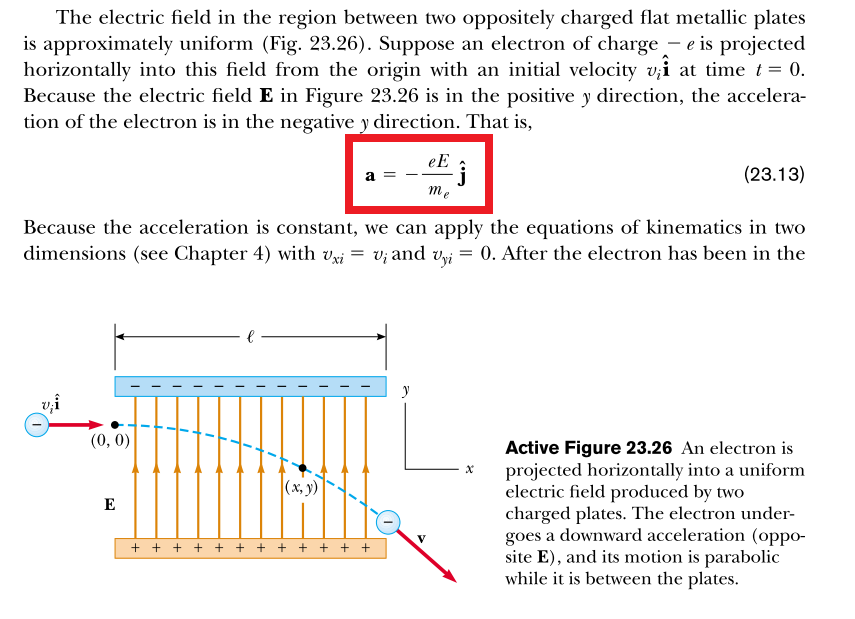 The electric field in the region between two oppositely charged flat metallic plates
is approximately uniform (Fig. 23.26). Suppose an electron of charge − e is projected
horizontally into this field from the origin with an initial velocity vᵢî at time t = 0.
Because the electric field E in Figure 23.26 is in the positive y direction, the accelera-
tion of the electron is in the negative y direction. That is,
a = − eE/mₑ ĵ (23.13)
Because the acceleration is constant, we can apply the equations of kinematics in two
dimensions (see Chapter 4) with vₓᵢ = vᵢ and v_yi = 0. After the electron has been in the
ℓ
− − − − − − − − − − − −
y
vᵢî
−
(0, 0)
x
(x, y)
E
−
v
+ + + + + + + + + + + +
Active Figure 23.26 An electron is
projected horizontally into a uniform
electric field produced by two
charged plates. The electron under-
goes a downward acceleration (oppo-
site E), and its motion is parabolic
while it is between the plates.